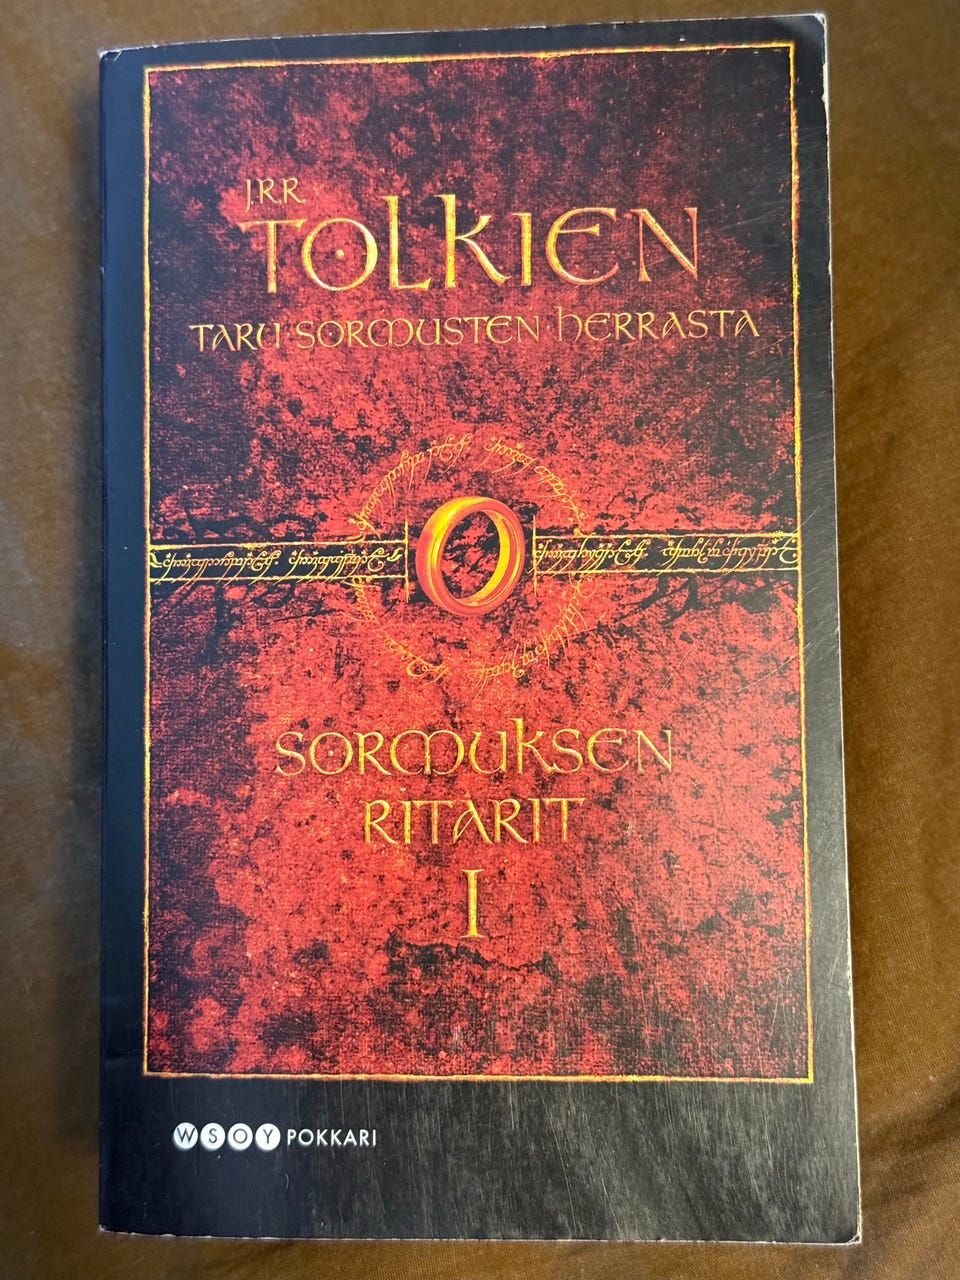 J.R.R.
TOLKIEN
TARU SORMUSTEN HERRASTA
SORMUKSEN
RITARIT
I
WSOY POKKARI